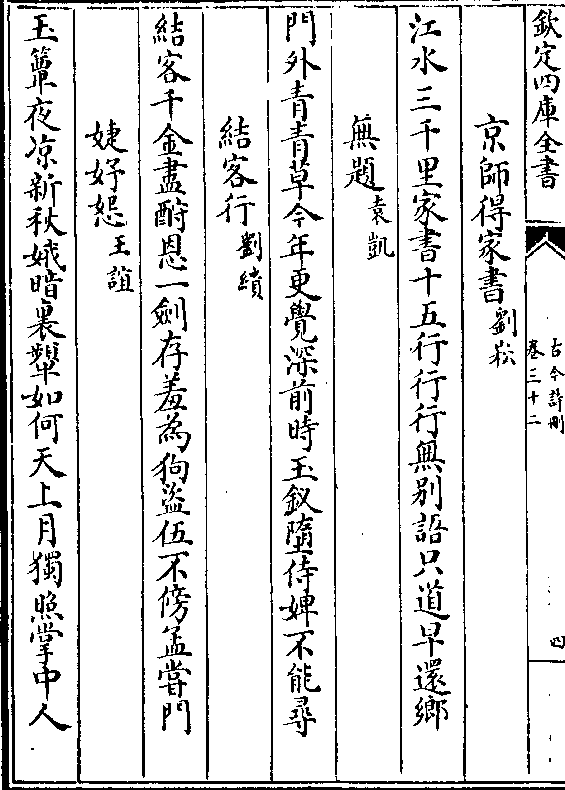 欽定四庫全書
古今詩刪
卷三十二
四
京師得家書劉崧
江水三千里家書十五行行行無别語只道早還鄉
無題袁凱
門外青青草今年更覺深前時玉釵墮侍婢不能尋
結客行劉績
結客千金盡酧恩一劍存羞為狗盜伍不傍孟嘗門
婕妤怨王誼
玉簟夜凉新秋娥暗裏顰如何天上月獨照掌中人